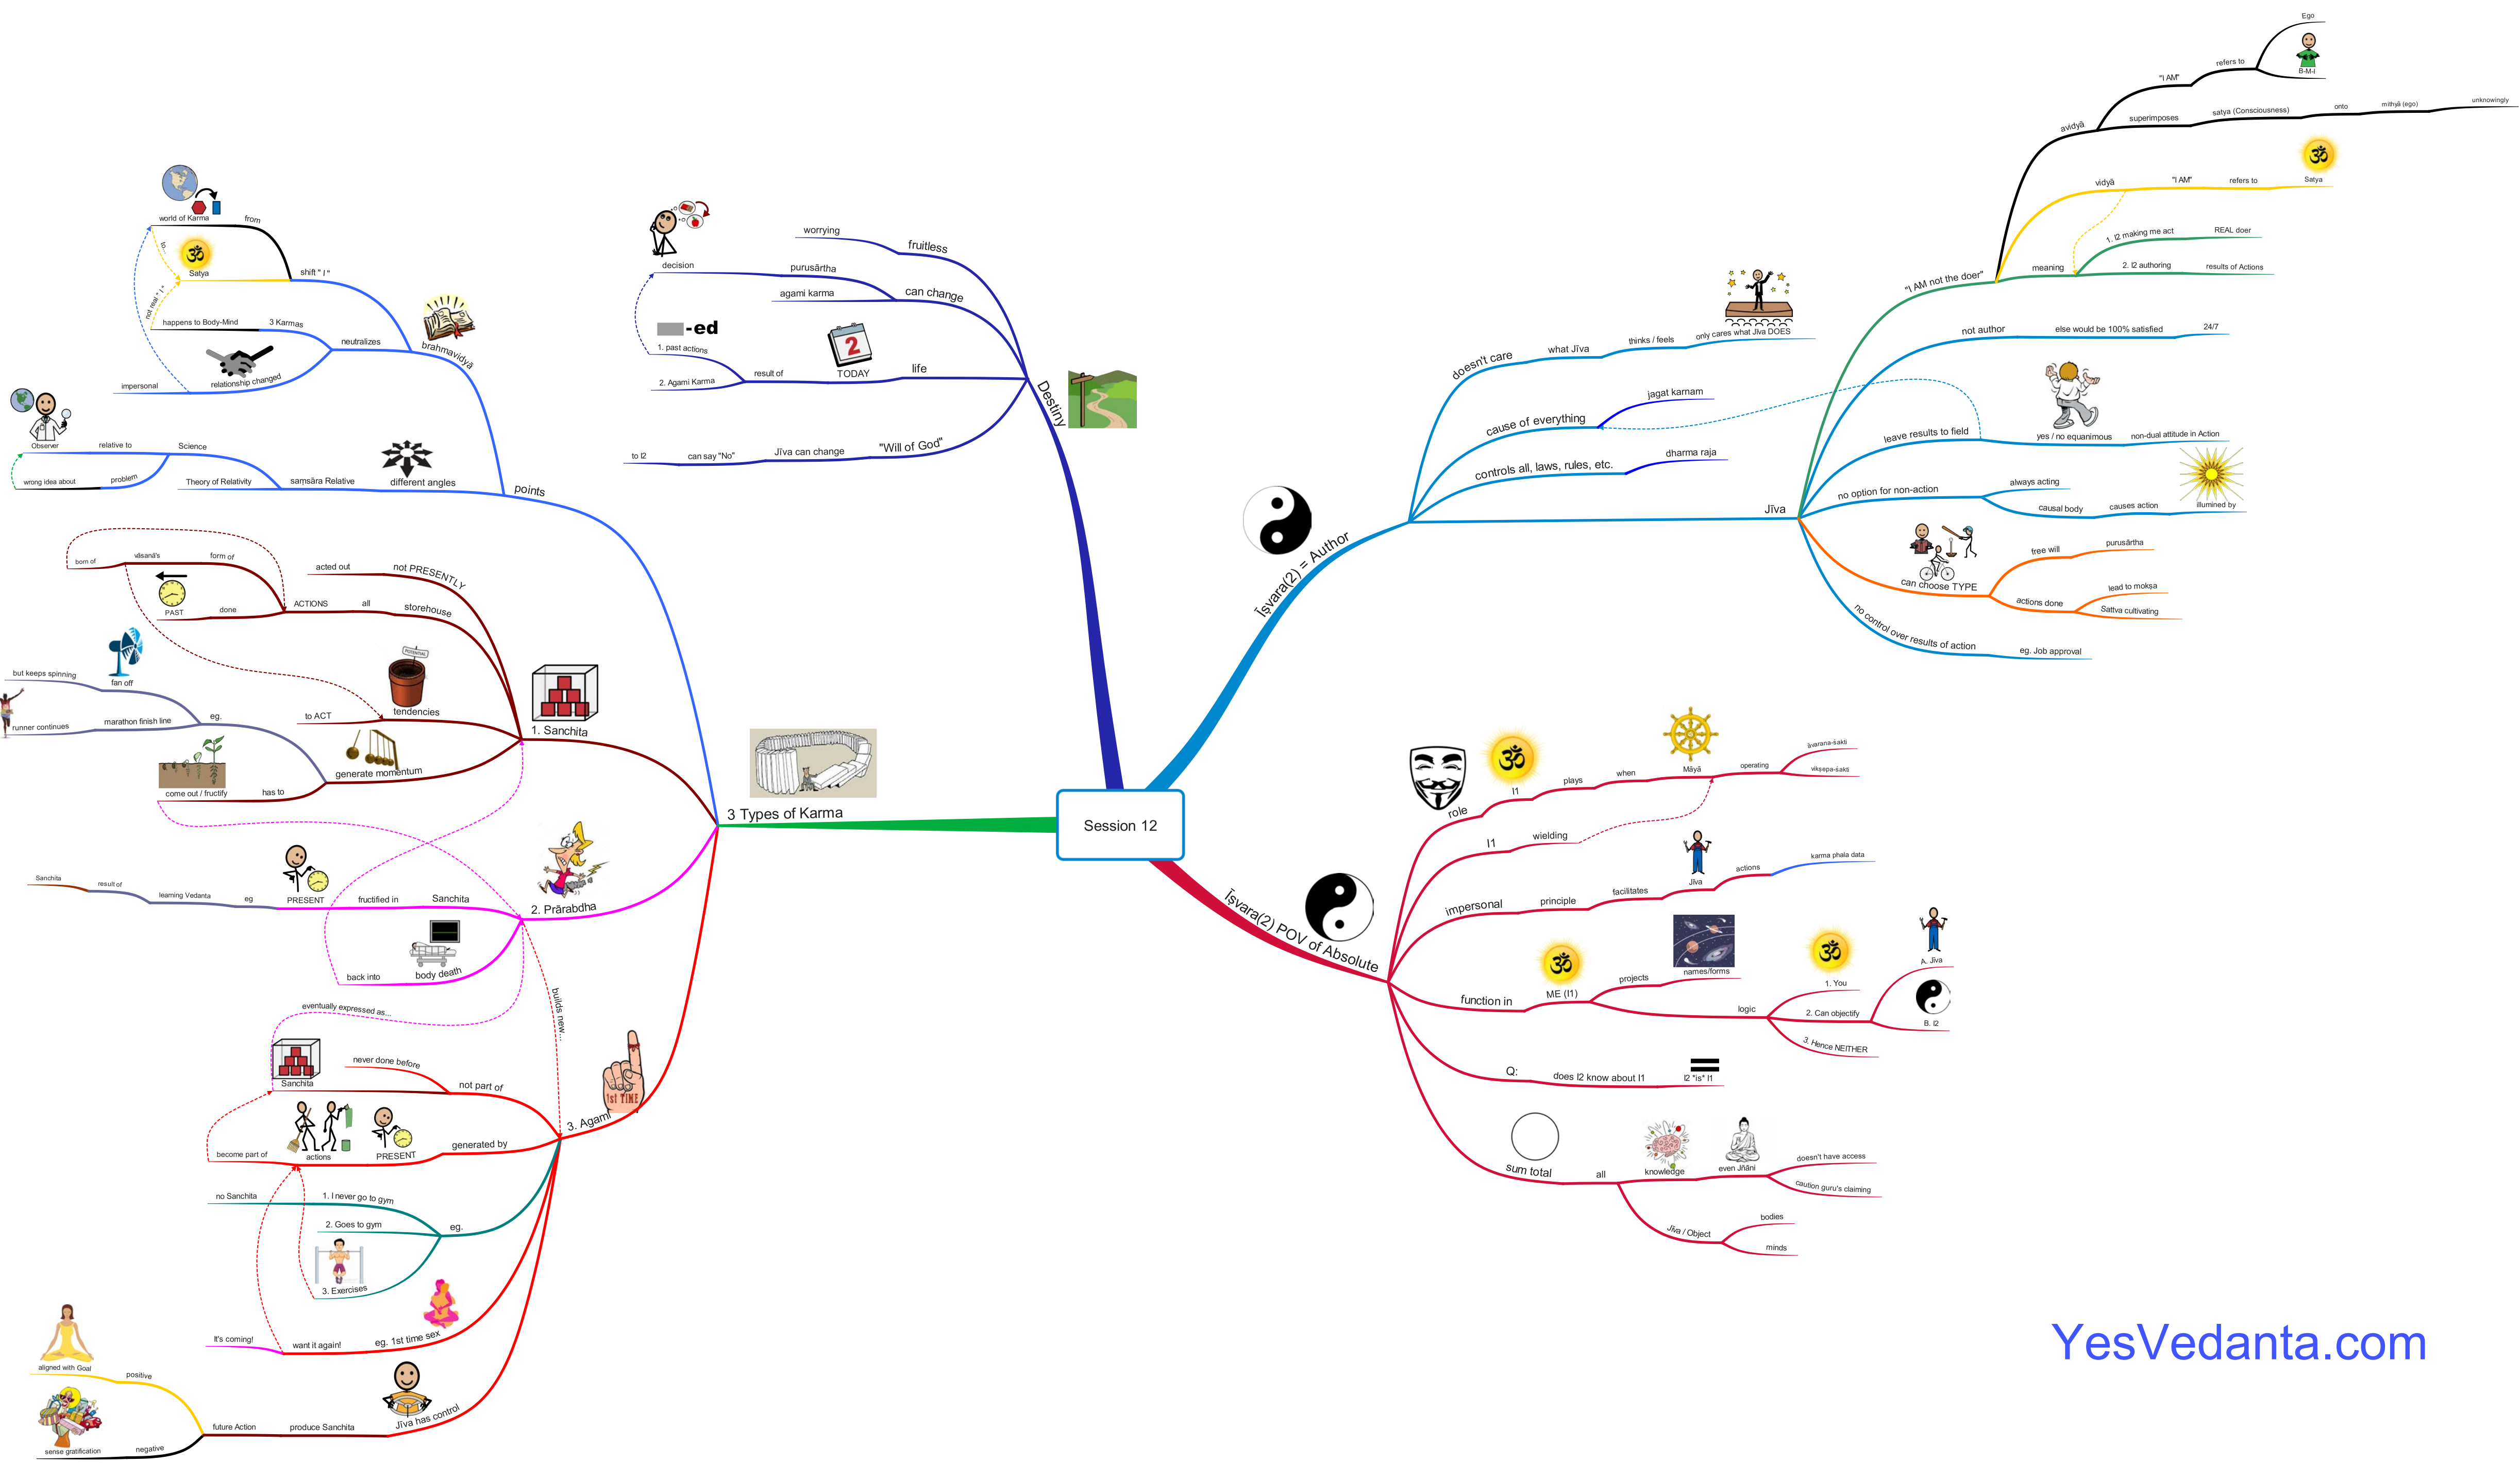 Session 12
Īṣvara(2) = Author
doesn't care
what Jīva
thinks / feels
only cares what Jīva DOES
cause of everything
jagat karnam
controls all, laws, rules, etc.
dharma raja
Jīva
"I AM not the doer"
avidyā
"I AM"
refers to
Ego
B-M-I
superimposes
satya (Consciousness)
onto
mithyā (ego)
unknowingly
vidyā
"I AM"
refers to
Satya
meaning
1. I2 making me act
REAL doer
2. I2 authoring
results of Actions
not author
else would be 100% satisfied
24/7
leave results to field
yes / no equanimous
non-dual attitude in Action
no option for non-action
always acting
causal body
causes action
illumined by
can choose TYPE
free will
purusārtha
actions done
lead to mokṣa
Sattva cultivating
no control over results of action
eg. Job approval
Īṣvara(2) POV of Absolute
role
I1
plays
when
Māyā
operating
āvarana-śakti
vikṣepa-śakti
I1
wielding
impersonal
principle
facilitates
Jīva
actions
karma phala data
function in
ME (I1)
projects
names/forms
logic
1. You
2. Can objectify
A. Jīva
B. I2
3. Hence NEITHER
Q:
does I2 know about I1
I2 *is* I1
sum total
all
knowledge
even Jñāni
doesn't have access
caution guru's claiming
Jīva / Object
bodies
minds
Destiny
fruitless
worrying
can change
purusārtha
decision
agami karma
life
TODAY
result of
-ed
1. past actions
2. Agami Karma
"Will of God"
Jīva can change
can say "No"
to I2
3 Types of Karma
points
brahmavidyā
shift " I "
from
world of Karma
to...
Satya
neutralizes
3 Karmas
happens to Body-Mind
not real " I "
relationship changed
impersonal
different angles
saṃsāra Relative
Science
relative to
Observer
problem
wrong idea about
Theory of Relativity
1. Sanchita
not PRESENTLY
acted out
storehouse
all
ACTIONS
form of
vāsanā's
born of
done
PAST
POTENTIAL
tendencies
to ACT
generate momentum
eg.
fan off
but keeps spinning
marathon finish line
runner continues
has to
come out / fructify
2. Prārabdha
Sanchita
fructified in
PRESENT
eg
learning Vedanta
result of
Sanchita
body death
back into
eventually expressed as...
builds new...
3. Agami
1st TIME
not part of
never done before
Sanchita
generated by
PRESENT
actions
become part of
eg.
1. I never go to gym
no Sanchita
2. Goes to gym
3. Exercises
eg. 1st time sex
want it again!
It's coming!
Jīva has control
produce Sanchita
future Action
positive
aligned with Goal
negative
sense gratification
YesVedanta.com